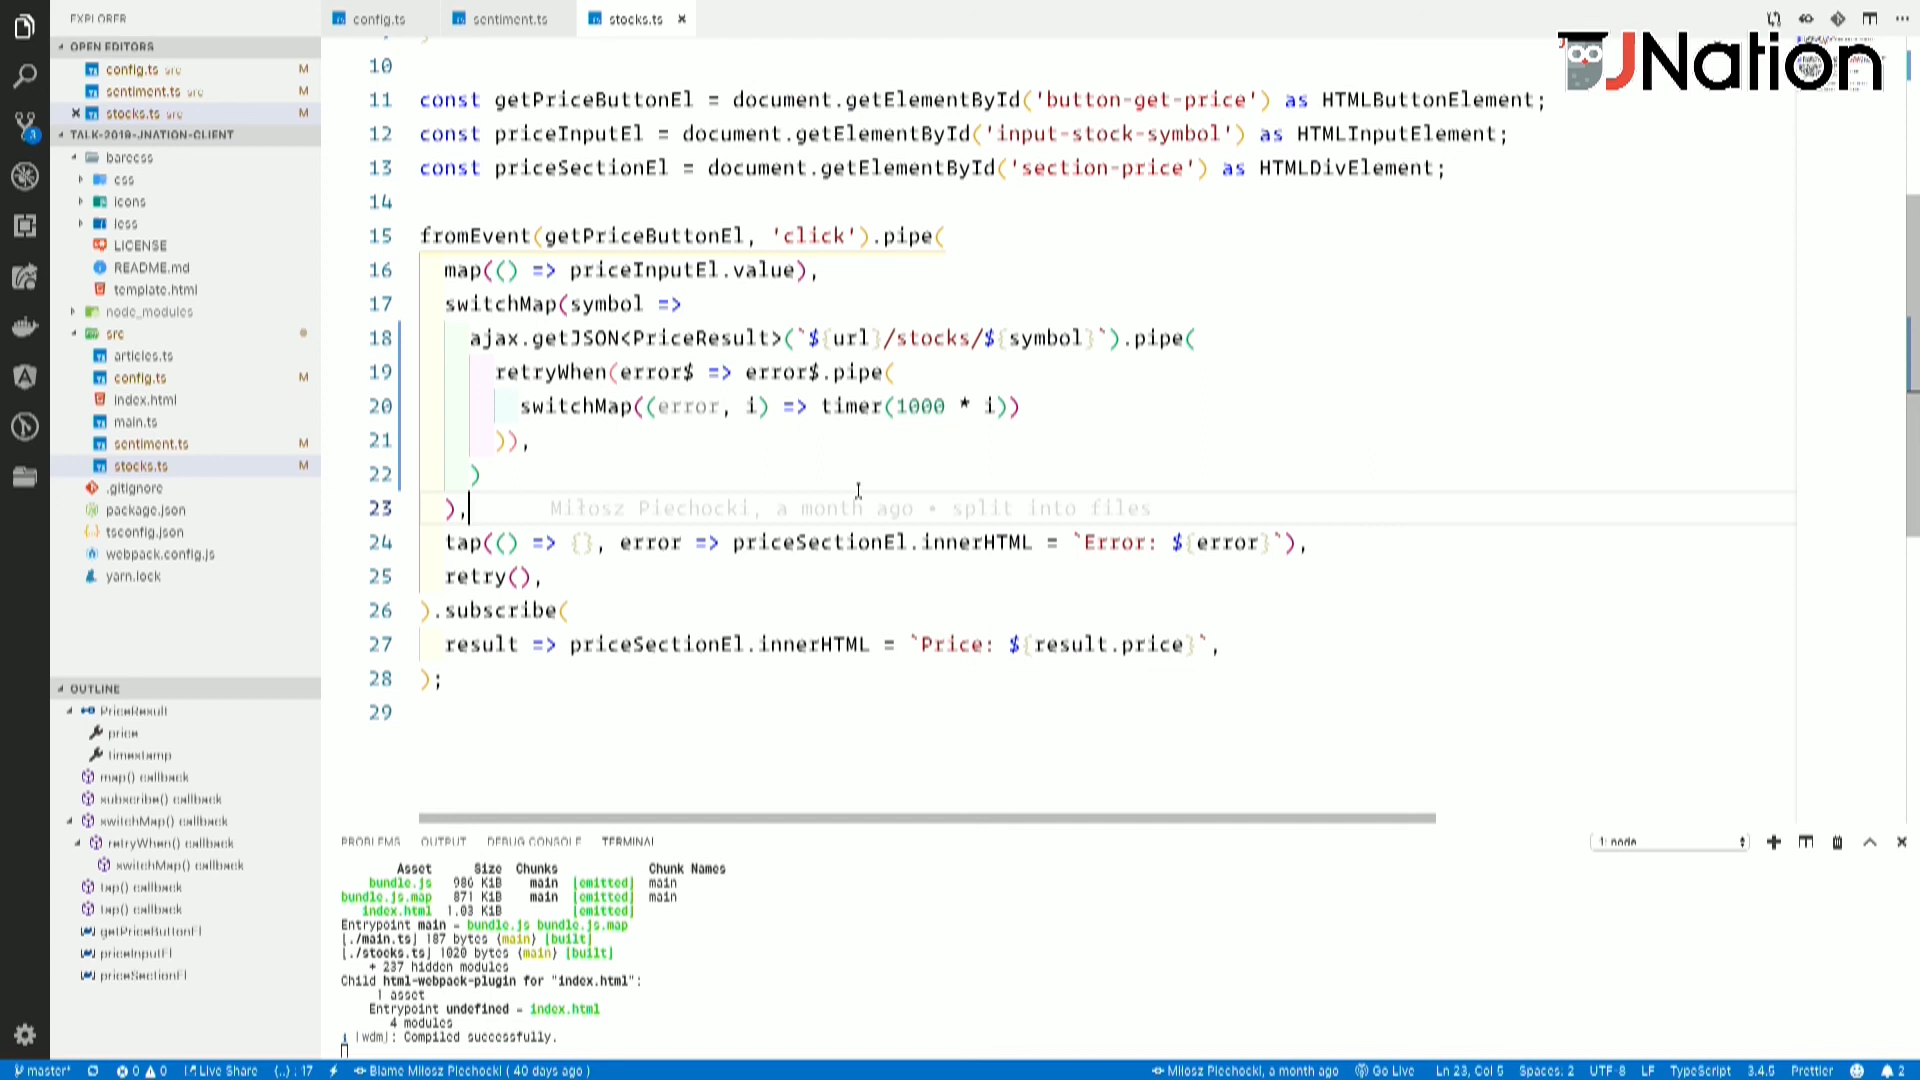 EXPLORER
OPEN EDITORS
config.ts src M
sentiment.ts src M
stocks.ts src M
TALK-2019-JNATION-CLIENT
barecss
css
icons
less
LICENSE
README.md
template.html
node_modules
src
articles.ts
config.ts M
index.html
main.ts
sentiment.ts M
stocks.ts M
.gitignore
package.json
tsconfig.json
webpack.config.js
yarn.lock
OUTLINE
PriceResult
price
timestamp
map() callback
subscribe() callback
switchMap() callback
retryWhen() callback
switchMap() callback
tap() callback
tap() callback
getPriceButtonEl
priceInputEl
priceSectionEl
config.ts sentiment.ts stocks.ts
JNation
10
11 const getPriceButtonEl = document.getElementById('button-get-price') as HTMLButtonElement;
12 const priceInputEl = document.getElementById('input-stock-symbol') as HTMLInputElement;
13 const priceSectionEl = document.getElementById('section-price') as HTMLDivElement;
14
15 fromEvent(getPriceButtonEl, 'click').pipe(
16 map(() => priceInputEl.value),
17 switchMap(symbol =>
18 ajax.getJSON<PriceResult>(`${url}/stocks/${symbol}`).pipe(
19 retryWhen(error$ => error$.pipe(
20 switchMap((error, i) => timer(1000 * i))
21 )),
22 )
23 ), Miłosz Piechocki, a month ago • split into files
24 tap(() => {}, error => priceSectionEl.innerHTML = `Error: ${error}`),
25 retry(),
26 ).subscribe(
27 result => priceSectionEl.innerHTML = `Price: ${result.price}`,
28 );
29
PROBLEMS OUTPUT DEBUG CONSOLE TERMINAL 1: node
Asset Size Chunks Chunk Names
bundle.js 986 KiB main [emitted] main
bundle.js.map 871 KiB main [emitted] main
index.html 1.03 KiB [emitted]
Entrypoint main = bundle.js bundle.js.map
[./main.ts] 187 bytes {main} [built]
[./stocks.ts] 1020 bytes {main} [built]
+ 237 hidden modules
Child html-webpack-plugin for "index.html":
1 asset
Entrypoint undefined = index.html
4 modules
i [wdm]: Compiled successfully.
master* 0 0 Live Share {..} : 17 Blame Miłosz Piechocki ( 40 days ago ) Miłosz Piechocki, a month ago Go Live Ln 23, Col 5 Spaces: 2 UTF-8 LF TypeScript 3.4.5 Prettier 2